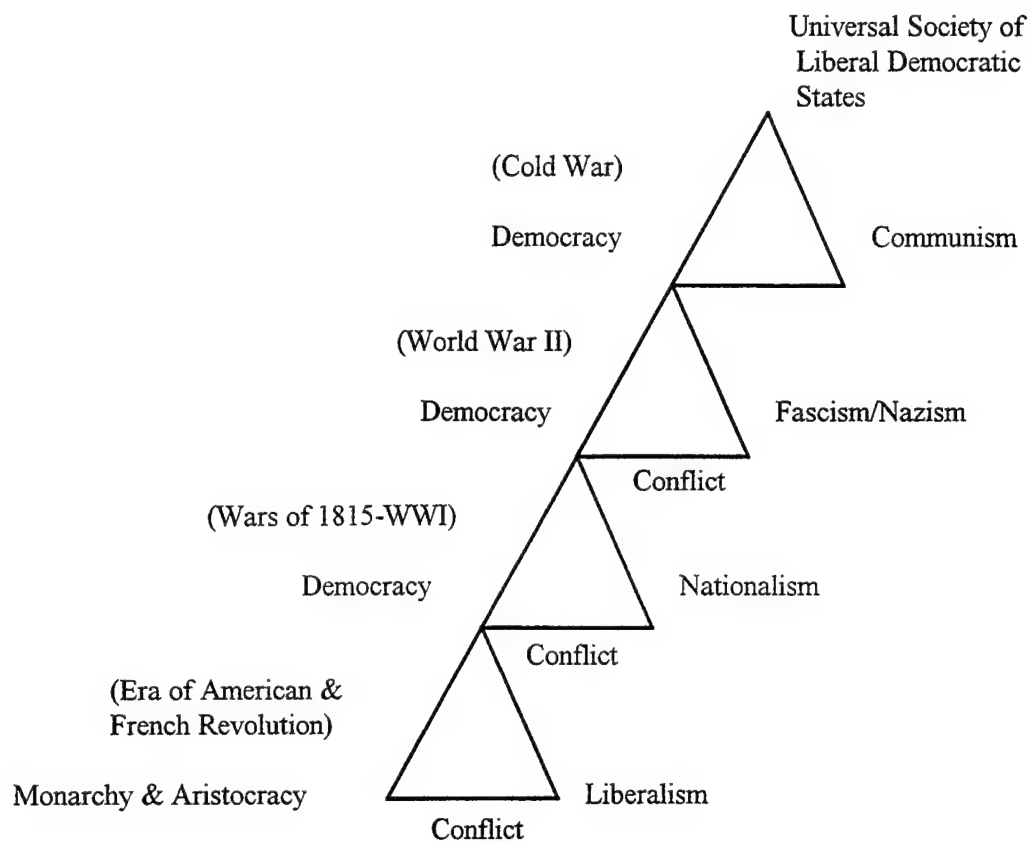 Universal Society of
Liberal Democratic
States
(Cold War)
Democracy
Communism
(World War II)
Democracy
Fascism/Nazism
Conflict
(Wars of 1815-WWI)
Democracy
Nationalism
Conflict
(Era of American &
French Revolution)
Monarchy & Aristocracy
Liberalism
Conflict